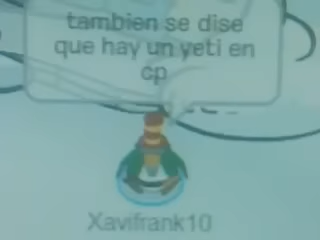 tambien se dise
que hay un yeti en
cp
Xavifrank10